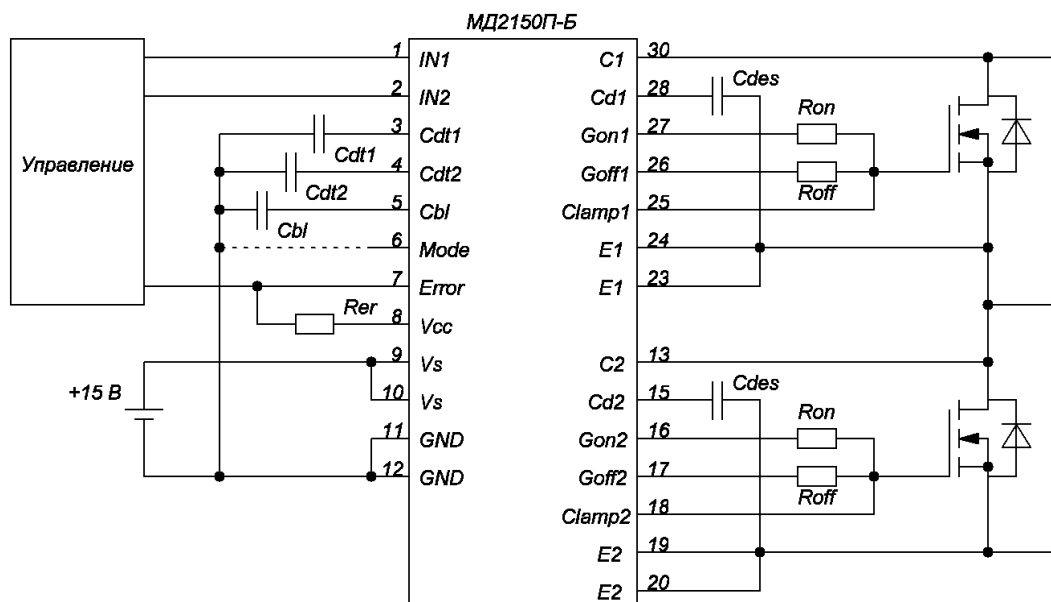 МД2150П-Б
Управление
1 IN1
2 IN2
3 Cdt1
Cdt1
4 Cdt2
Cdt2
5 Cbl
Cbl
6 Mode
7 Error
Rer
8 Vcc
9 Vs
+15 В
10 Vs
11 GND
12 GND
C1 30
Cdes
Cd1 28
Ron
Gon1 27
Goff1 26
Roff
Clamp1 25
E1 24
E1 23
C2 13
Cdes
Cd2 15
Ron
Gon2 16
Goff2 17
Roff
Clamp2 18
E2 19
E2 20